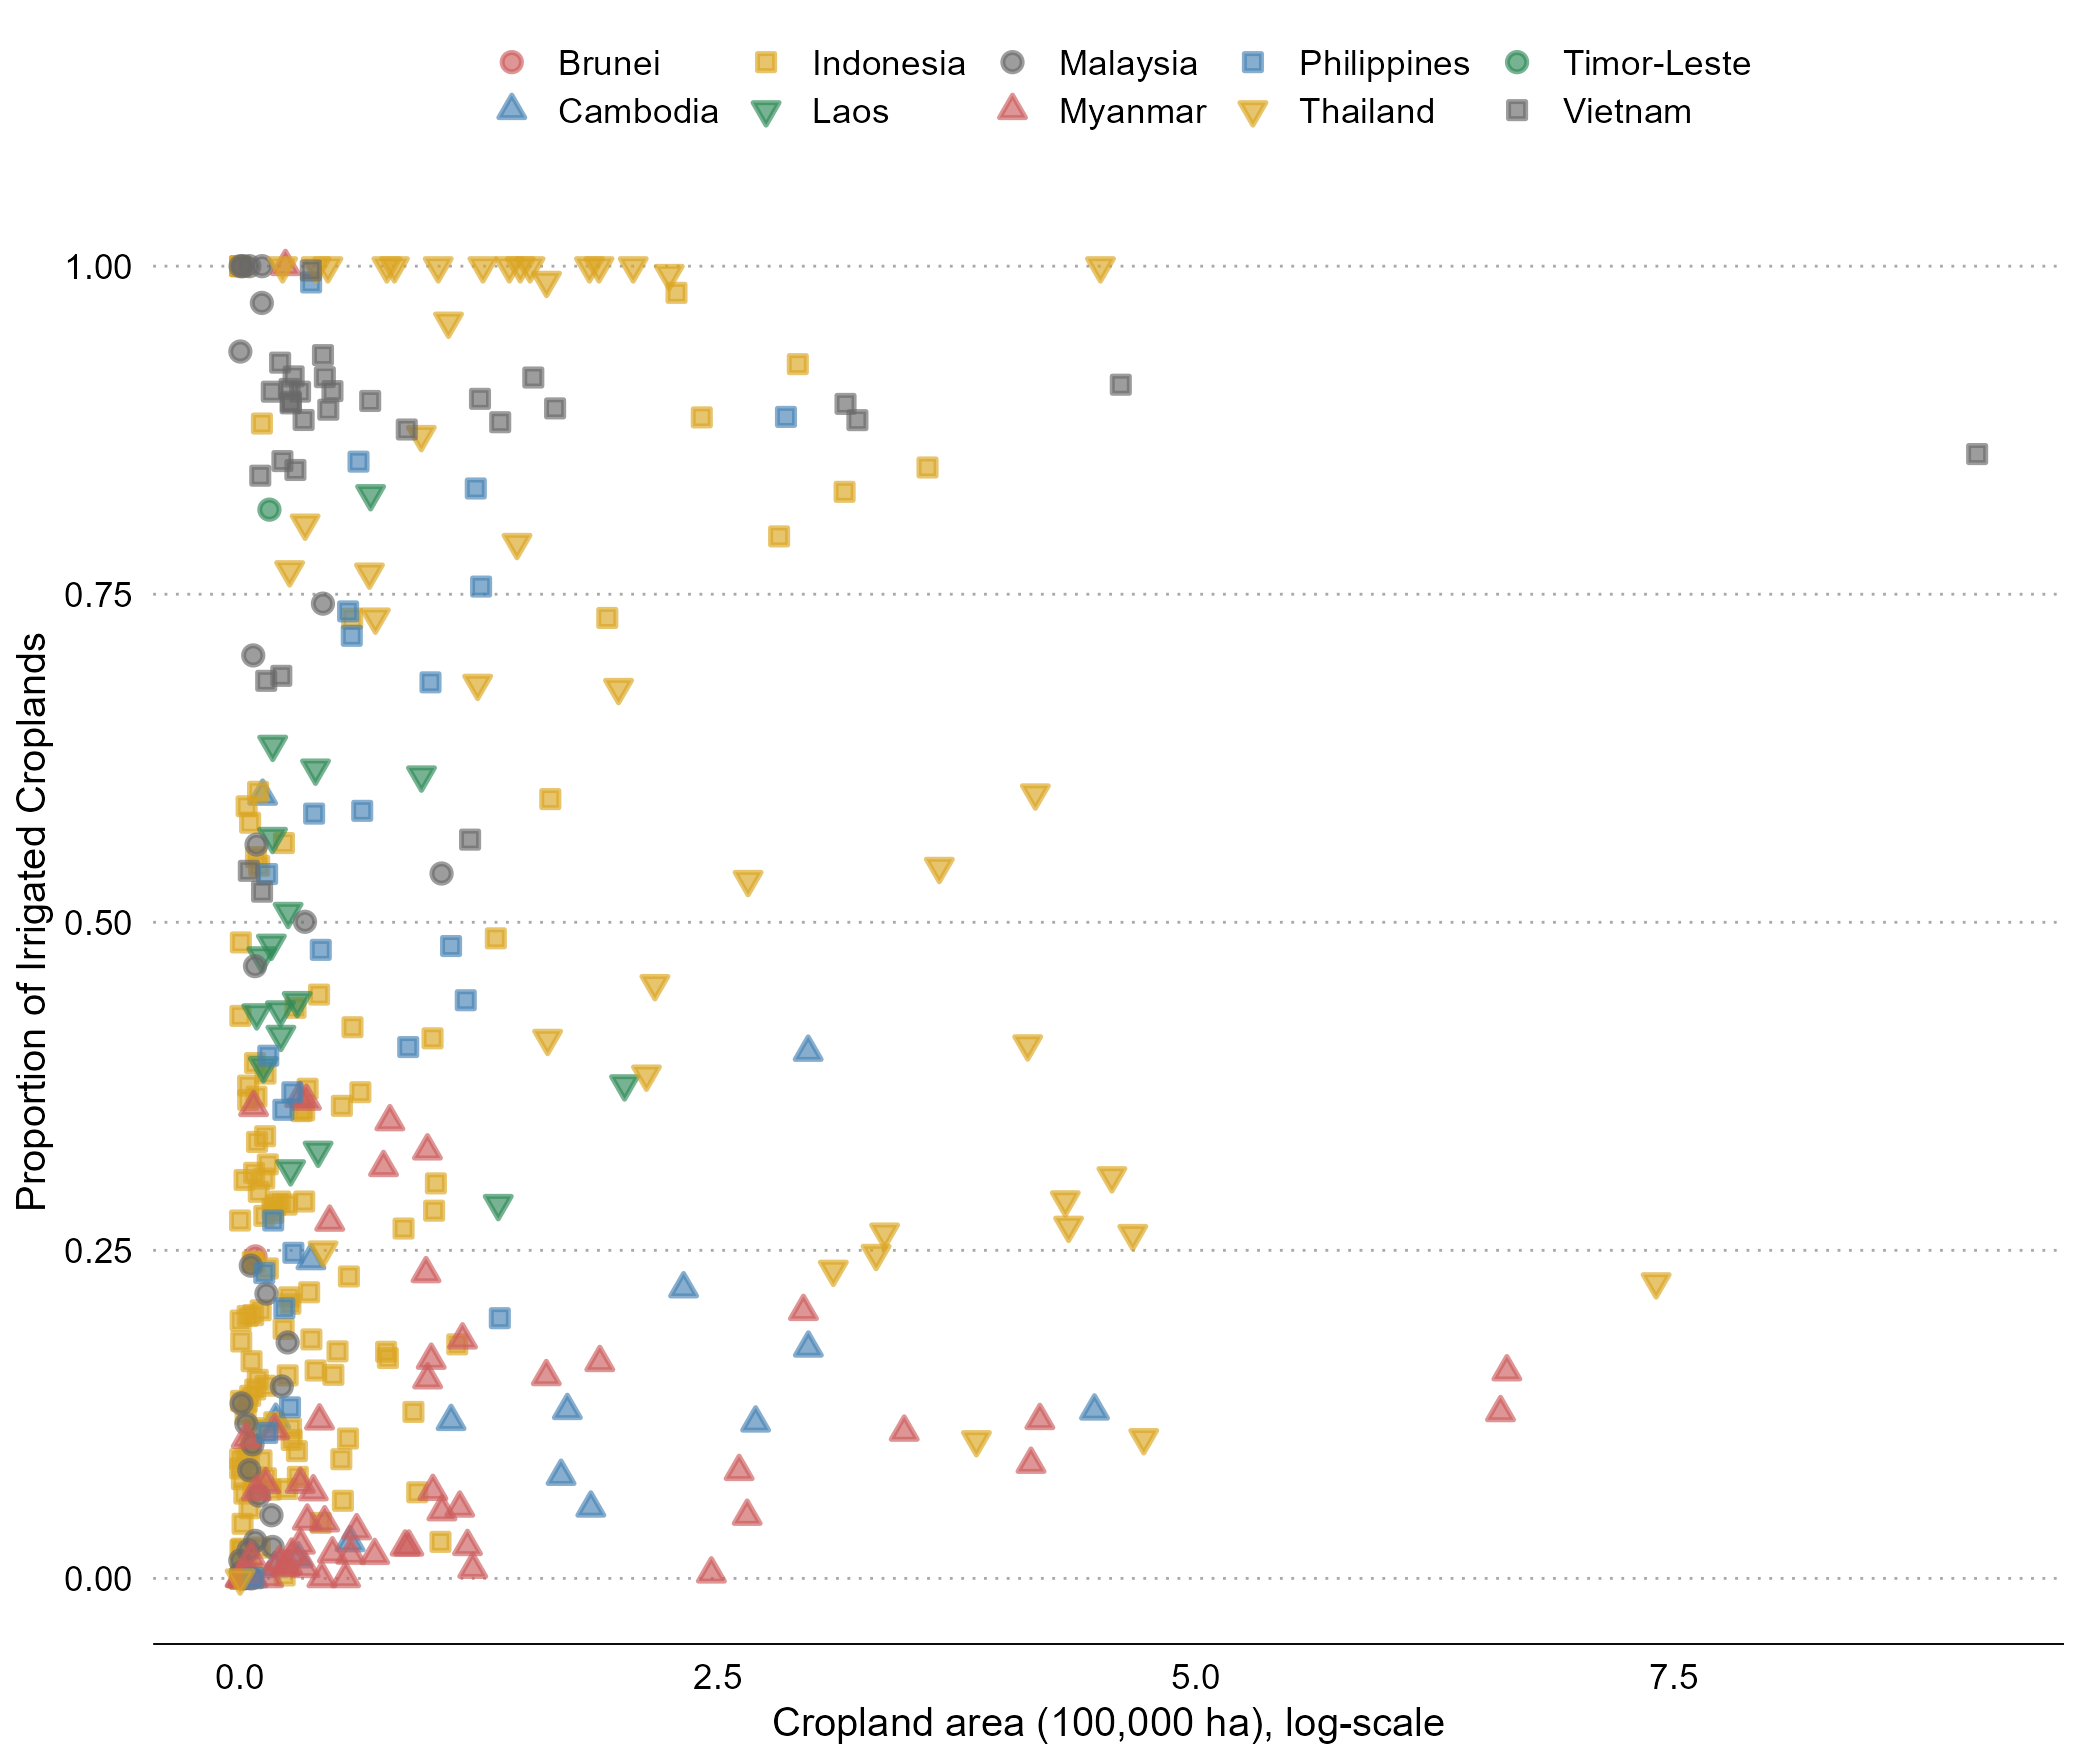 Brunei Indonesia Malaysia Philippines Timor-Leste
Cambodia Laos Myanmar Thailand Vietnam
1.00
0.75
0.50
0.25
0.00
Proportion of Irrigated Croplands
0.0 2.5 5.0 7.5
Cropland area (100,000 ha), log-scale